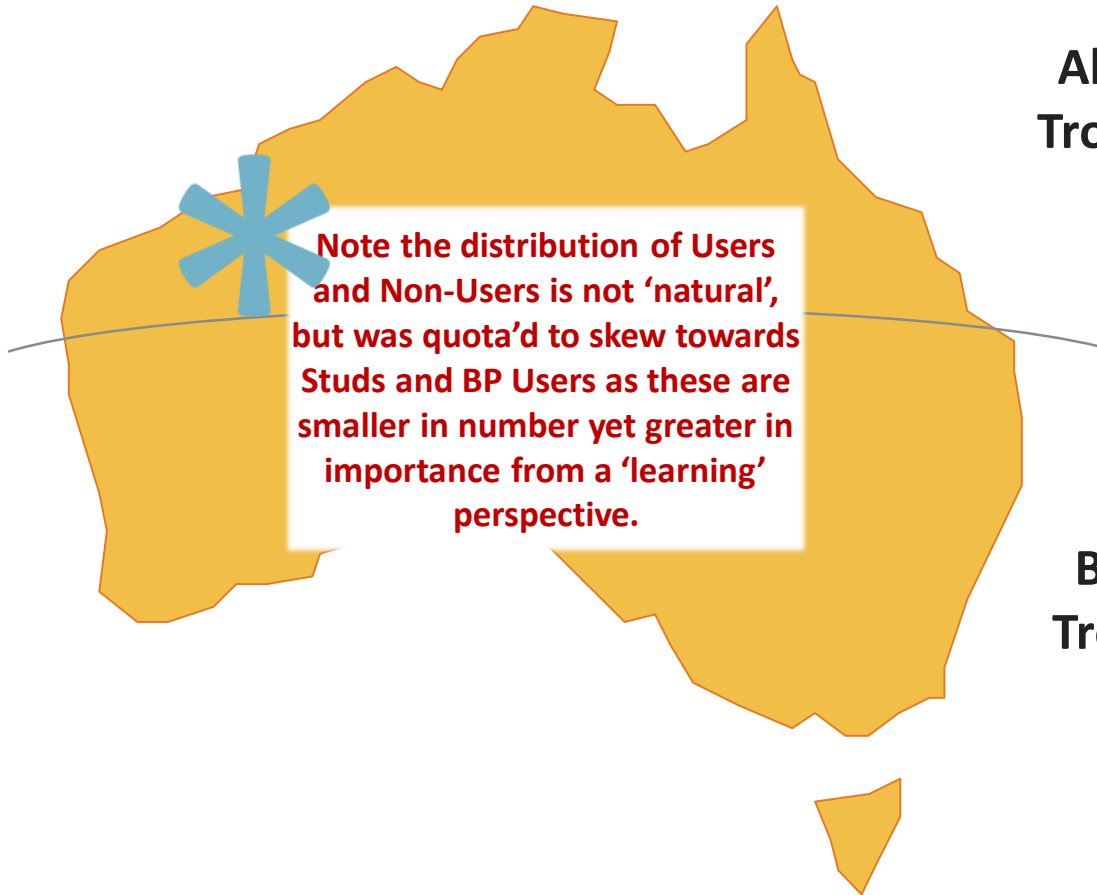 Note the distribution of Users
and Non-Users is not ‘natural’,
but was quota’d to skew towards
Studs and BP Users as these are
smaller in number yet greater in
importance from a ‘learning’
perspective.